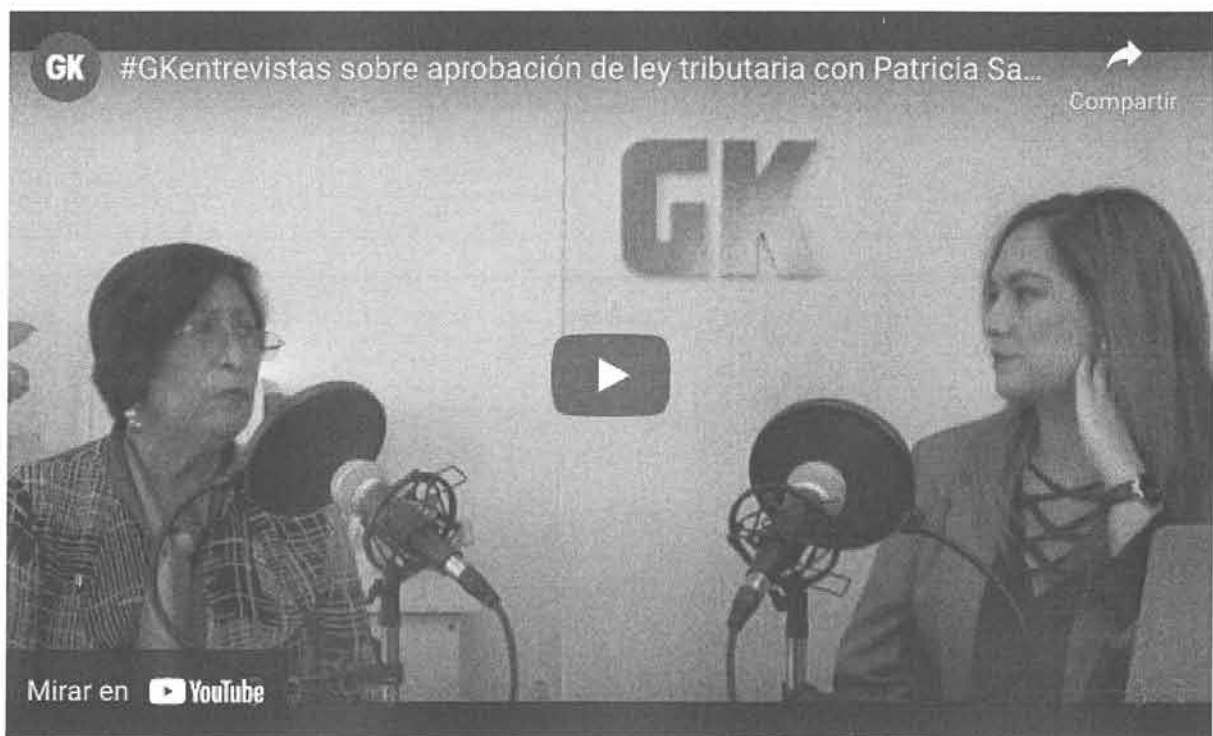 GK
#GKentrevistas sobre aprobación de ley tributaria con Patricia Sa...
Compartir
GK
Mirar en YouTube